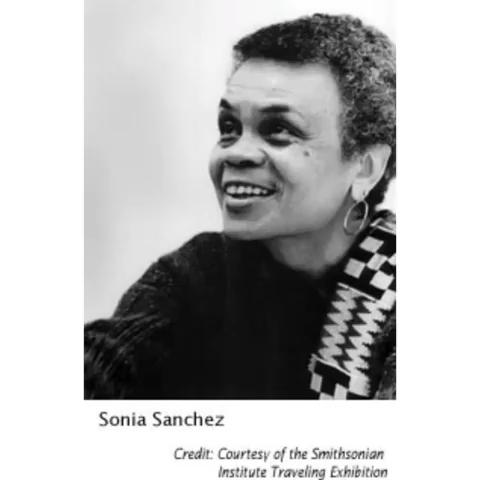 Sonia Sanchez
Credit: Courtesy of the Smithsonian
Institute Traveling Exhibition